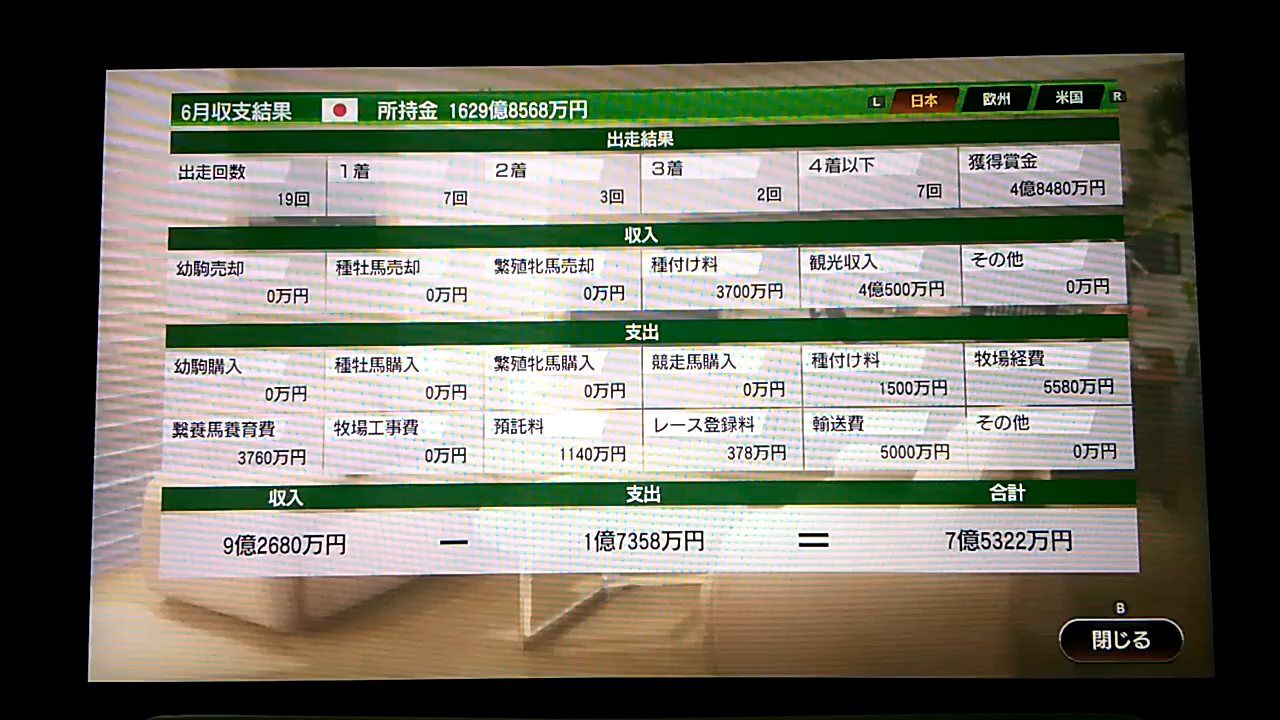 6月収支結果 所持金 1629億8568万円 L 日本 欧州 米国 R
出走結果
出走回数 1着 2着 3着 4着以下 獲得賞金
19回 7回 3回 2回 7回 4億8480万円
収入
幼駒売却 種牡馬売却 繁殖牝馬売却 種付け料 観光収入 その他
0万円 0万円 0万円 3700万円 4億500万円 0万円
支出
幼駒購入 種牡馬購入 繁殖牝馬購入 競走馬購入 種付け料 牧場経費
0万円 0万円 0万円 0万円 1500万円 5580万円
繋養馬養育費 牧場工事費 預託料 レース登録料 輸送費 その他
3760万円 0万円 1140万円 378万円 5000万円 0万円
収入 支出 合計
9億2680万円 ー 1億7358万円 = 7億5322万円
B
閉じる